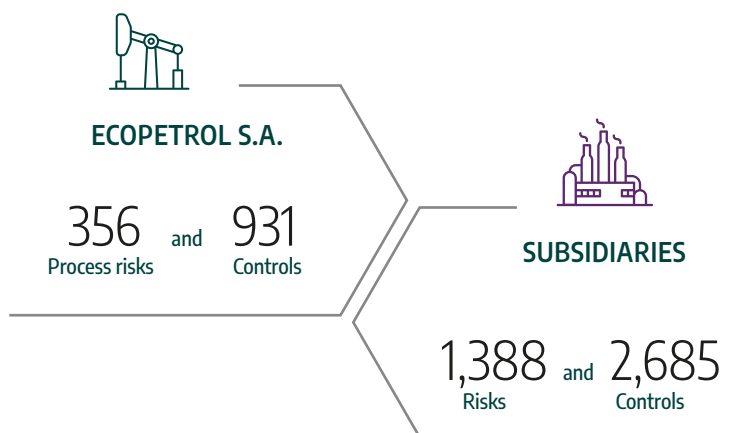 ECOPETROL S.A.
356 and 931
Process risks Controls
SUBSIDIARIES
1,388 and 2,685
Risks Controls